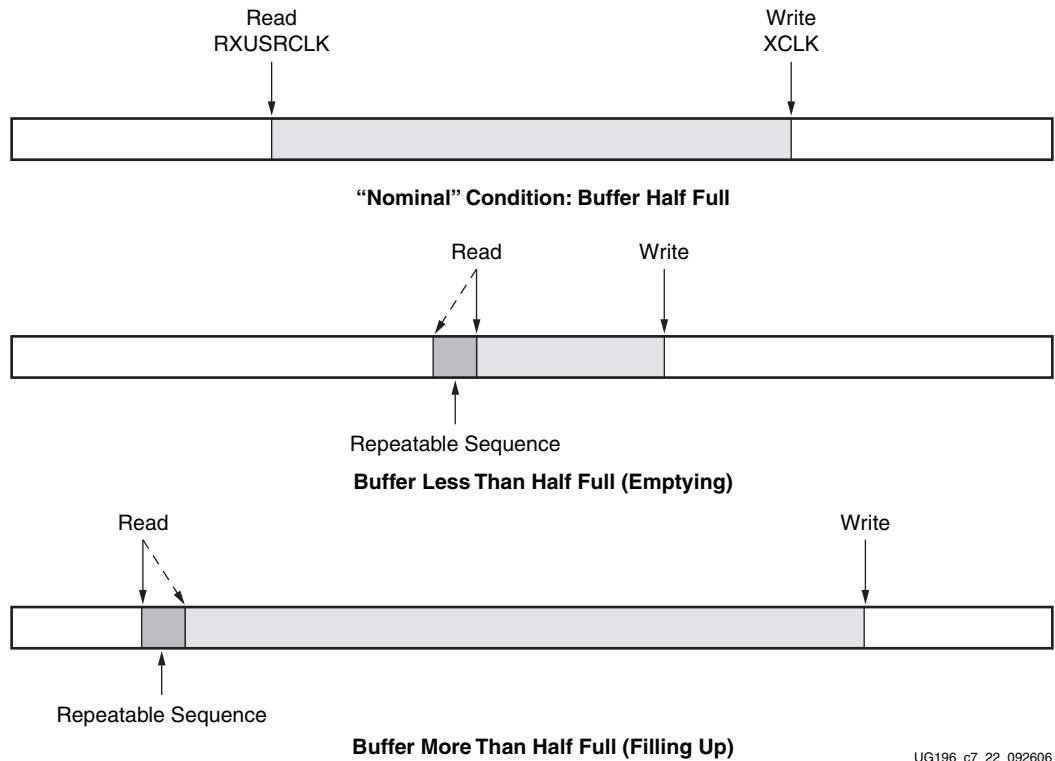 Read
RXUSRCLK
Write
XCLK
“Nominal” Condition: Buffer Half Full
Read
Write
Repeatable Sequence
Buffer Less Than Half Full (Emptying)
Read
Write
Repeatable Sequence
Buffer More Than Half Full (Filling Up)
UG196_c7_22_092606